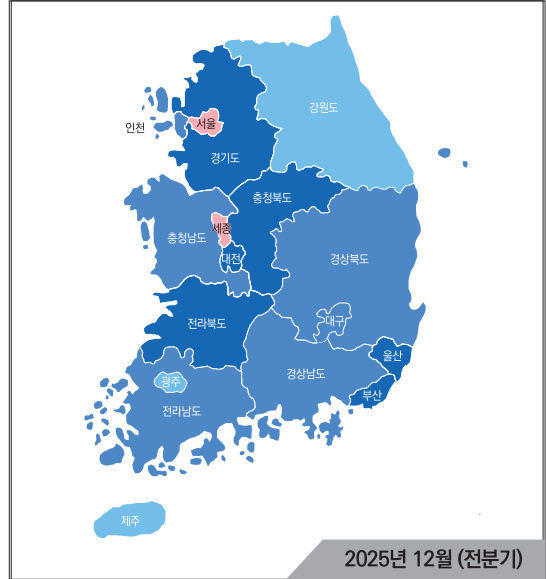 강원도
서울
인천
경기도
충청북도
세종
충청남도
대전
경상북도
대구
전라북도
울산
경상남도
광주
부산
전라남도
제주
2025년 12월 (전분기)